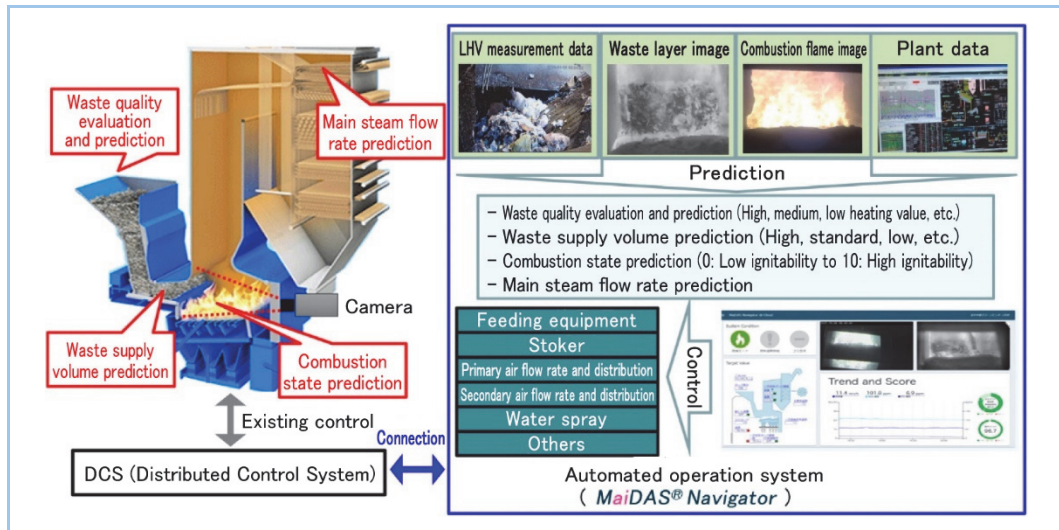 Waste quality
evaluation
and prediction
Main steam flow
rate prediction
Camera
Waste supply
volume prediction
Combustion
state prediction
Existing control
DCS (Distributed Control System)
Connection
LHV measurement data
Waste layer image
Combustion flame image
Plant data
Prediction
– Waste quality evaluation and prediction (High, medium, low heating value, etc.)
– Waste supply volume prediction (High, standard, low, etc.)
– Combustion state prediction (0: Low ignitability to 10: High ignitability)
– Main steam flow rate prediction
Feeding equipment
Stoker
Primary air flow rate and distribution
Secondary air flow rate and distribution
Water spray
Others
Control
Trend and Score
Automated operation system
( MaiDAS® Navigator )